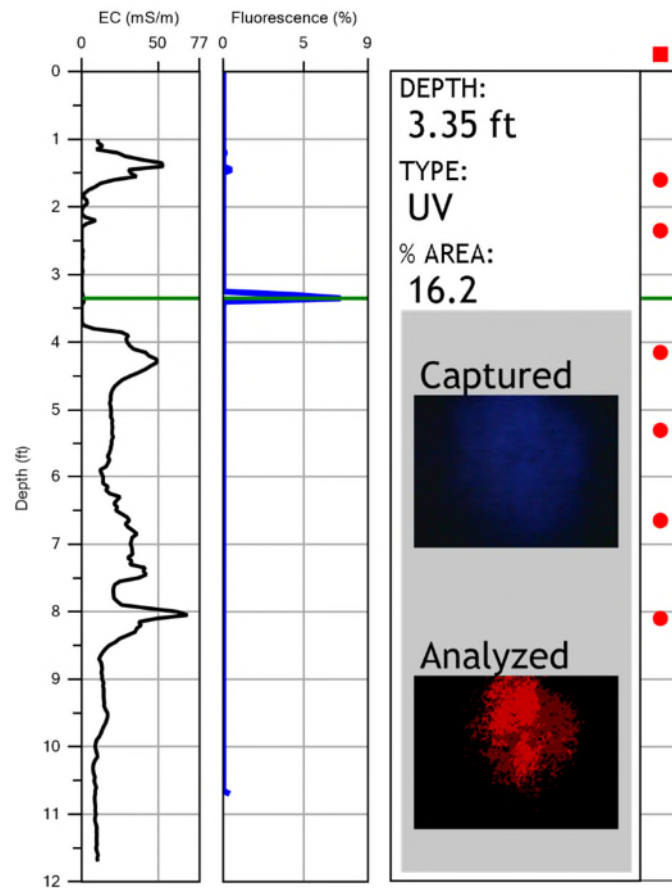 EC (mS/m)
Fluorescence (%)
0 50 77
0 5 9
0
1
2
3
4
5
6
7
8
9
10
11
12
Depth (ft)
DEPTH:
3.35 ft
TYPE:
UV
% AREA:
16.2
Captured
Analyzed